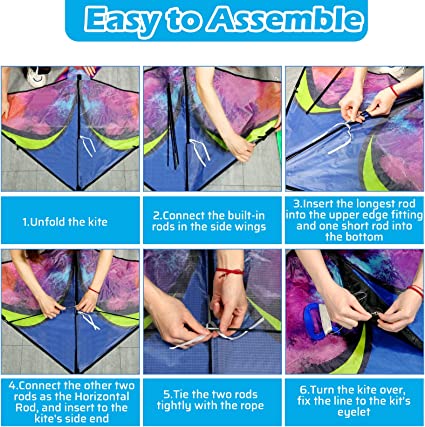 Easy to Assemble
1.Unfold the kite
2.Connect the built-in
rods in the side wings
3.Insert the longest rod
into the upper edge fitting
and one short rod into
the bottom
4.Connect the other two
rods as the Horizontal
Rod, and insert to the
kite's side end
5.Tie the two rods
tightly with the rope
6.Turn the kite over,
fix the line to the kit's
eyelet